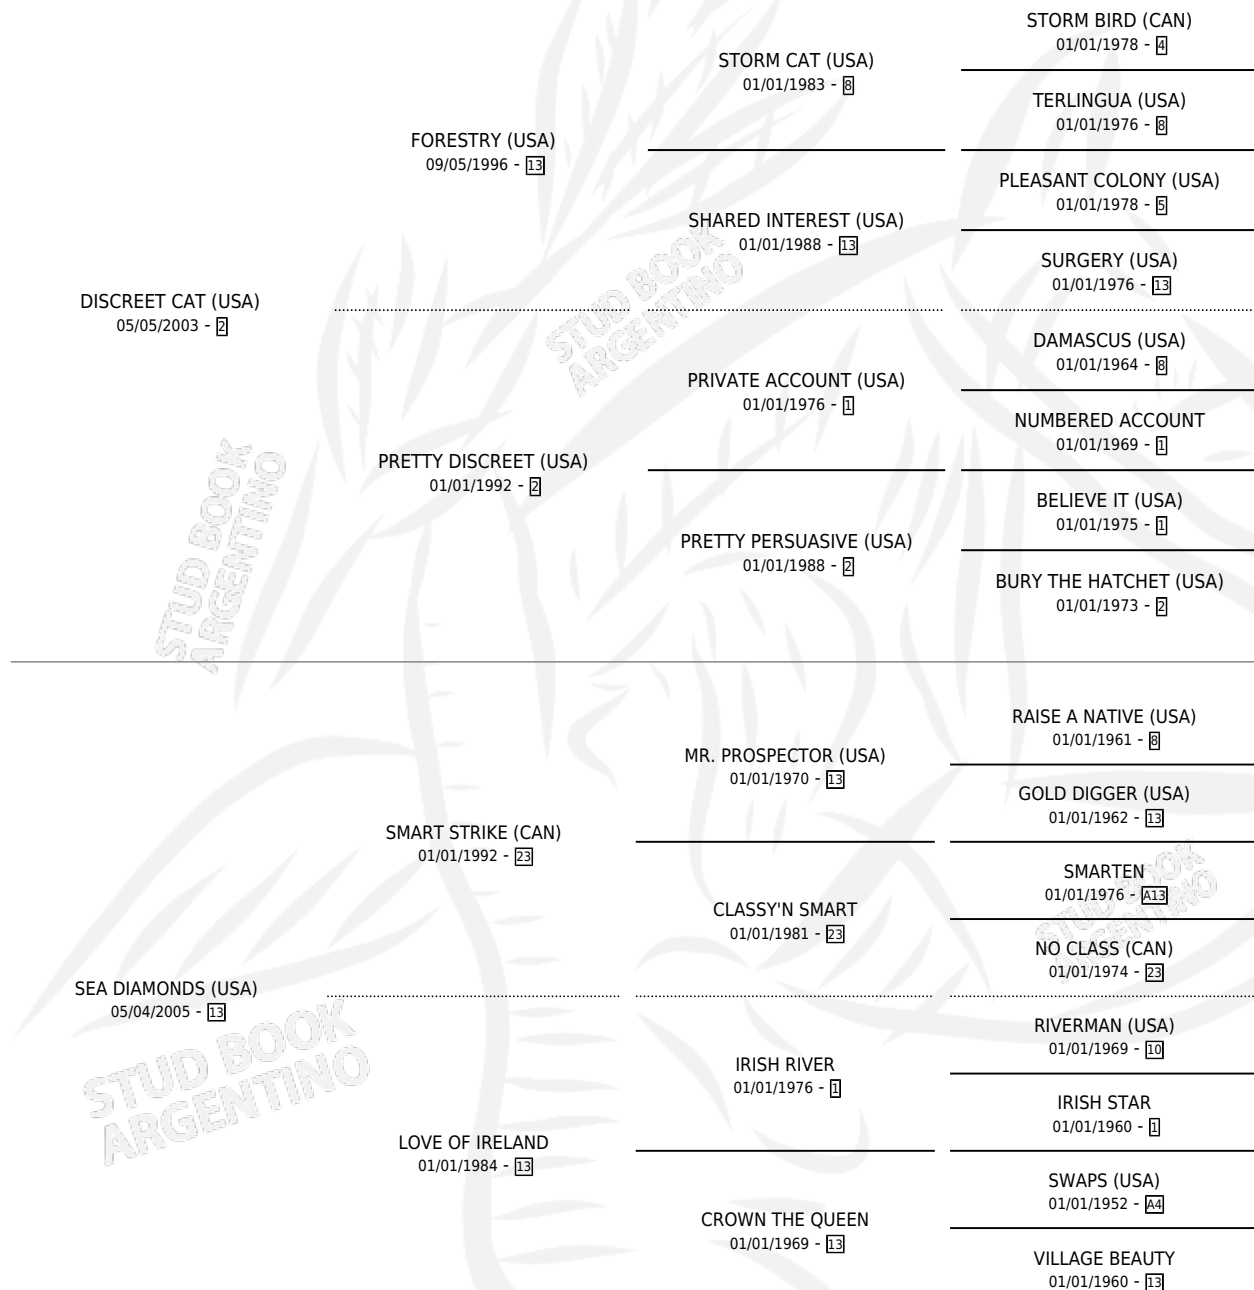 STORM BIRD (CAN)
01/01/1978 - 4
STORM CAT (USA)
01/01/1983 - 8
TERLINGUA (USA)
01/01/1976 - 8
FORESTRY (USA)
09/05/1996 - 13
PLEASANT COLONY (USA)
01/01/1978 - 5
SHARED INTEREST (USA)
01/01/1988 - 13
SURGERY (USA)
01/01/1976 - 13
DISCREET CAT (USA)
05/05/2003 - 2
DAMASCUS (USA)
01/01/1964 - 8
PRIVATE ACCOUNT (USA)
01/01/1976 - 1
NUMBERED ACCOUNT
01/01/1969 - 1
PRETTY DISCREET (USA)
01/01/1992 - 2
BELIEVE IT (USA)
01/01/1975 - 1
PRETTY PERSUASIVE (USA)
01/01/1988 - 2
BURY THE HATCHET (USA)
01/01/1973 - 2
RAISE A NATIVE (USA)
01/01/1961 - 8
MR. PROSPECTOR (USA)
01/01/1970 - 13
GOLD DIGGER (USA)
01/01/1962 - 13
SMART STRIKE (CAN)
01/01/1992 - 23
SMARTEN
01/01/1976 - A13
CLASSY'N SMART
01/01/1981 - 23
NO CLASS (CAN)
01/01/1974 - 23
SEA DIAMONDS (USA)
05/04/2005 - 13
RIVERMAN (USA)
01/01/1969 - 10
IRISH RIVER
01/01/1976 - 1
IRISH STAR
01/01/1960 - 1
LOVE OF IRELAND
01/01/1984 - 13
SWAPS (USA)
01/01/1952 - A4
CROWN THE QUEEN
01/01/1969 - 13
VILLAGE BEAUTY
01/01/1960 - 13
STUD BOOK
ARGENTINO
STUD BOOK
ARGENTINO
STUD BOOK
ARGENTINO
STUD BOOK
ARGENTINO